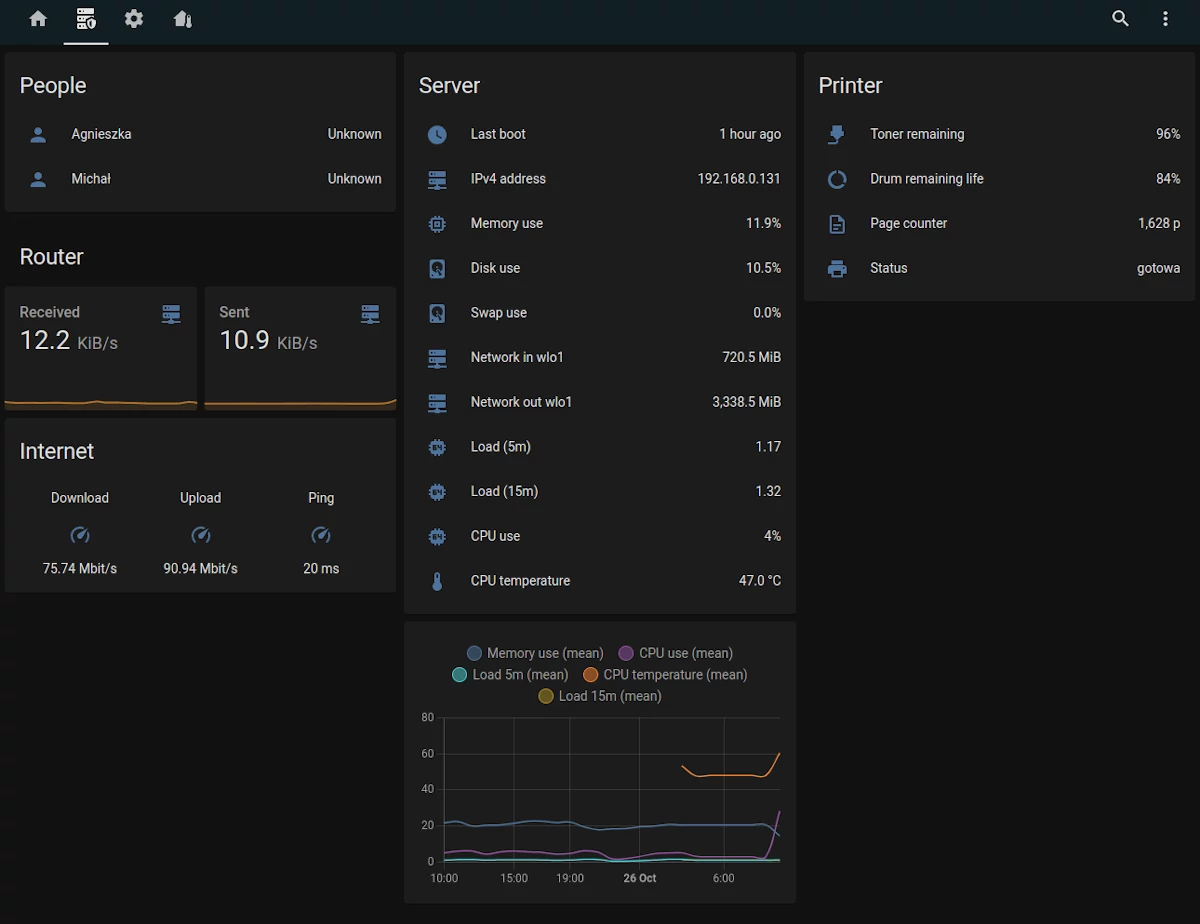 People
Agnieszka Unknown
Michał Unknown
Router
Received
12.2 KiB/s
Sent
10.9 KiB/s
Internet
Download Upload Ping
75.74 Mbit/s 90.94 Mbit/s 20 ms
Server
Last boot 1 hour ago
IPv4 address 192.168.0.131
Memory use 11.9%
Disk use 10.5%
Swap use 0.0%
Network in wlo1 720.5 MiB
Network out wlo1 3,338.5 MiB
Load (5m) 1.17
Load (15m) 1.32
CPU use 4%
CPU temperature 47.0 °C
Memory use (mean) CPU use (mean)
Load 5m (mean) CPU temperature (mean)
Load 15m (mean)
80
60
40
20
0
10:00 15:00 19:00 26 Oct 6:00
Printer
Toner remaining 96%
Drum remaining life 84%
Page counter 1,628 p
Status gotowa